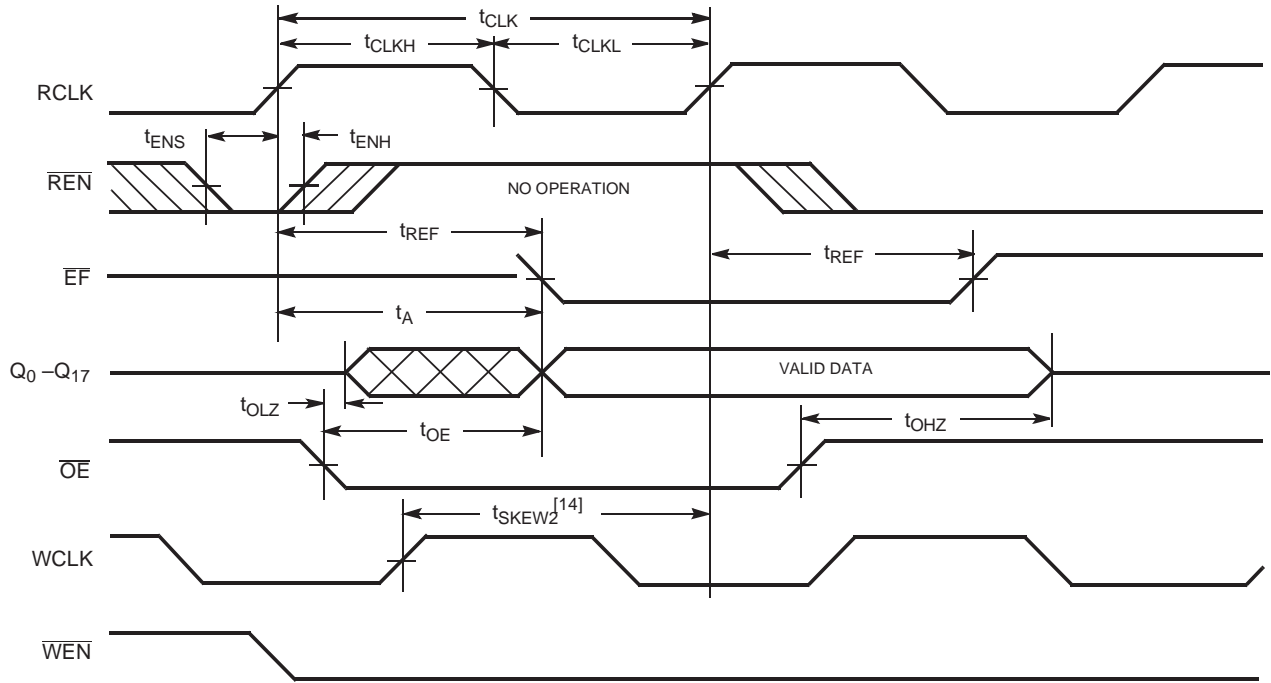 tCLK
tCLKH
tCLKL
RCLK
tENS
tENH
REN
NO OPERATION
tREF
tREF
EF
tA
Q0 –Q17
VALID DATA
tOLZ
tOE
tOHZ
OE
tSKEW2[14]
WCLK
WEN